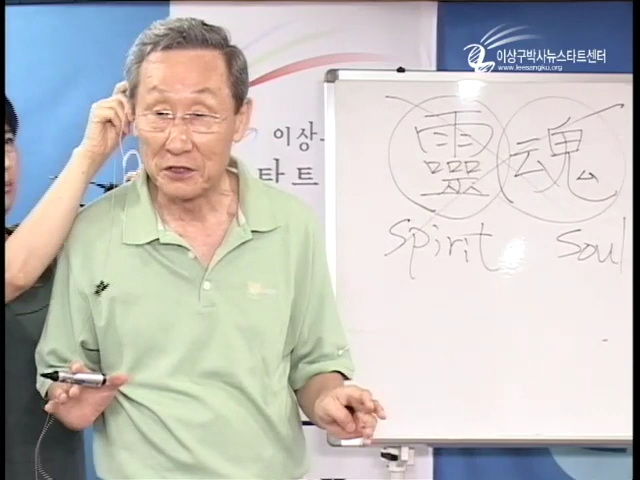 이상구박사뉴스타트센터
www.leesangku.org
이상
타트
靈魂
spirit soul